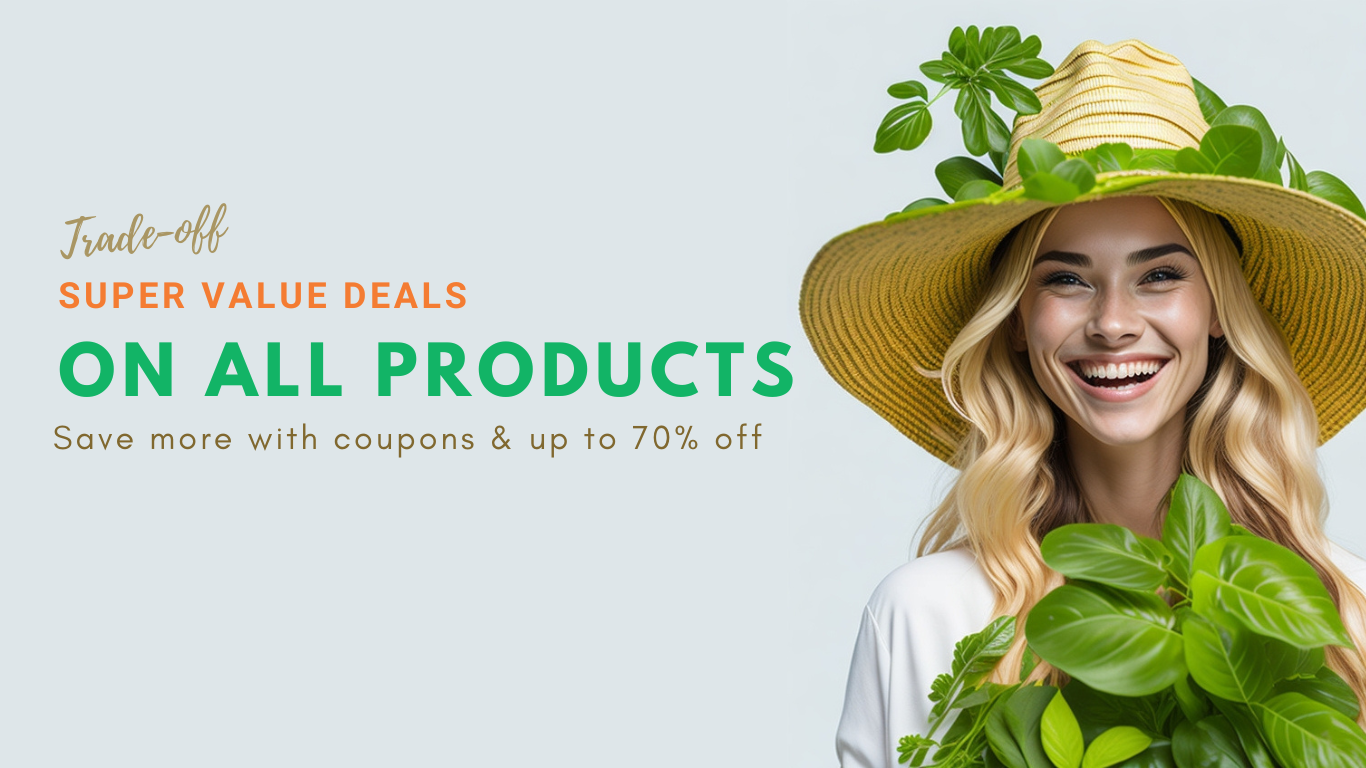 Trade-off
SUPER VALUE DEALS
ON ALL PRODUCTS
Save more with coupons & up to 70% off